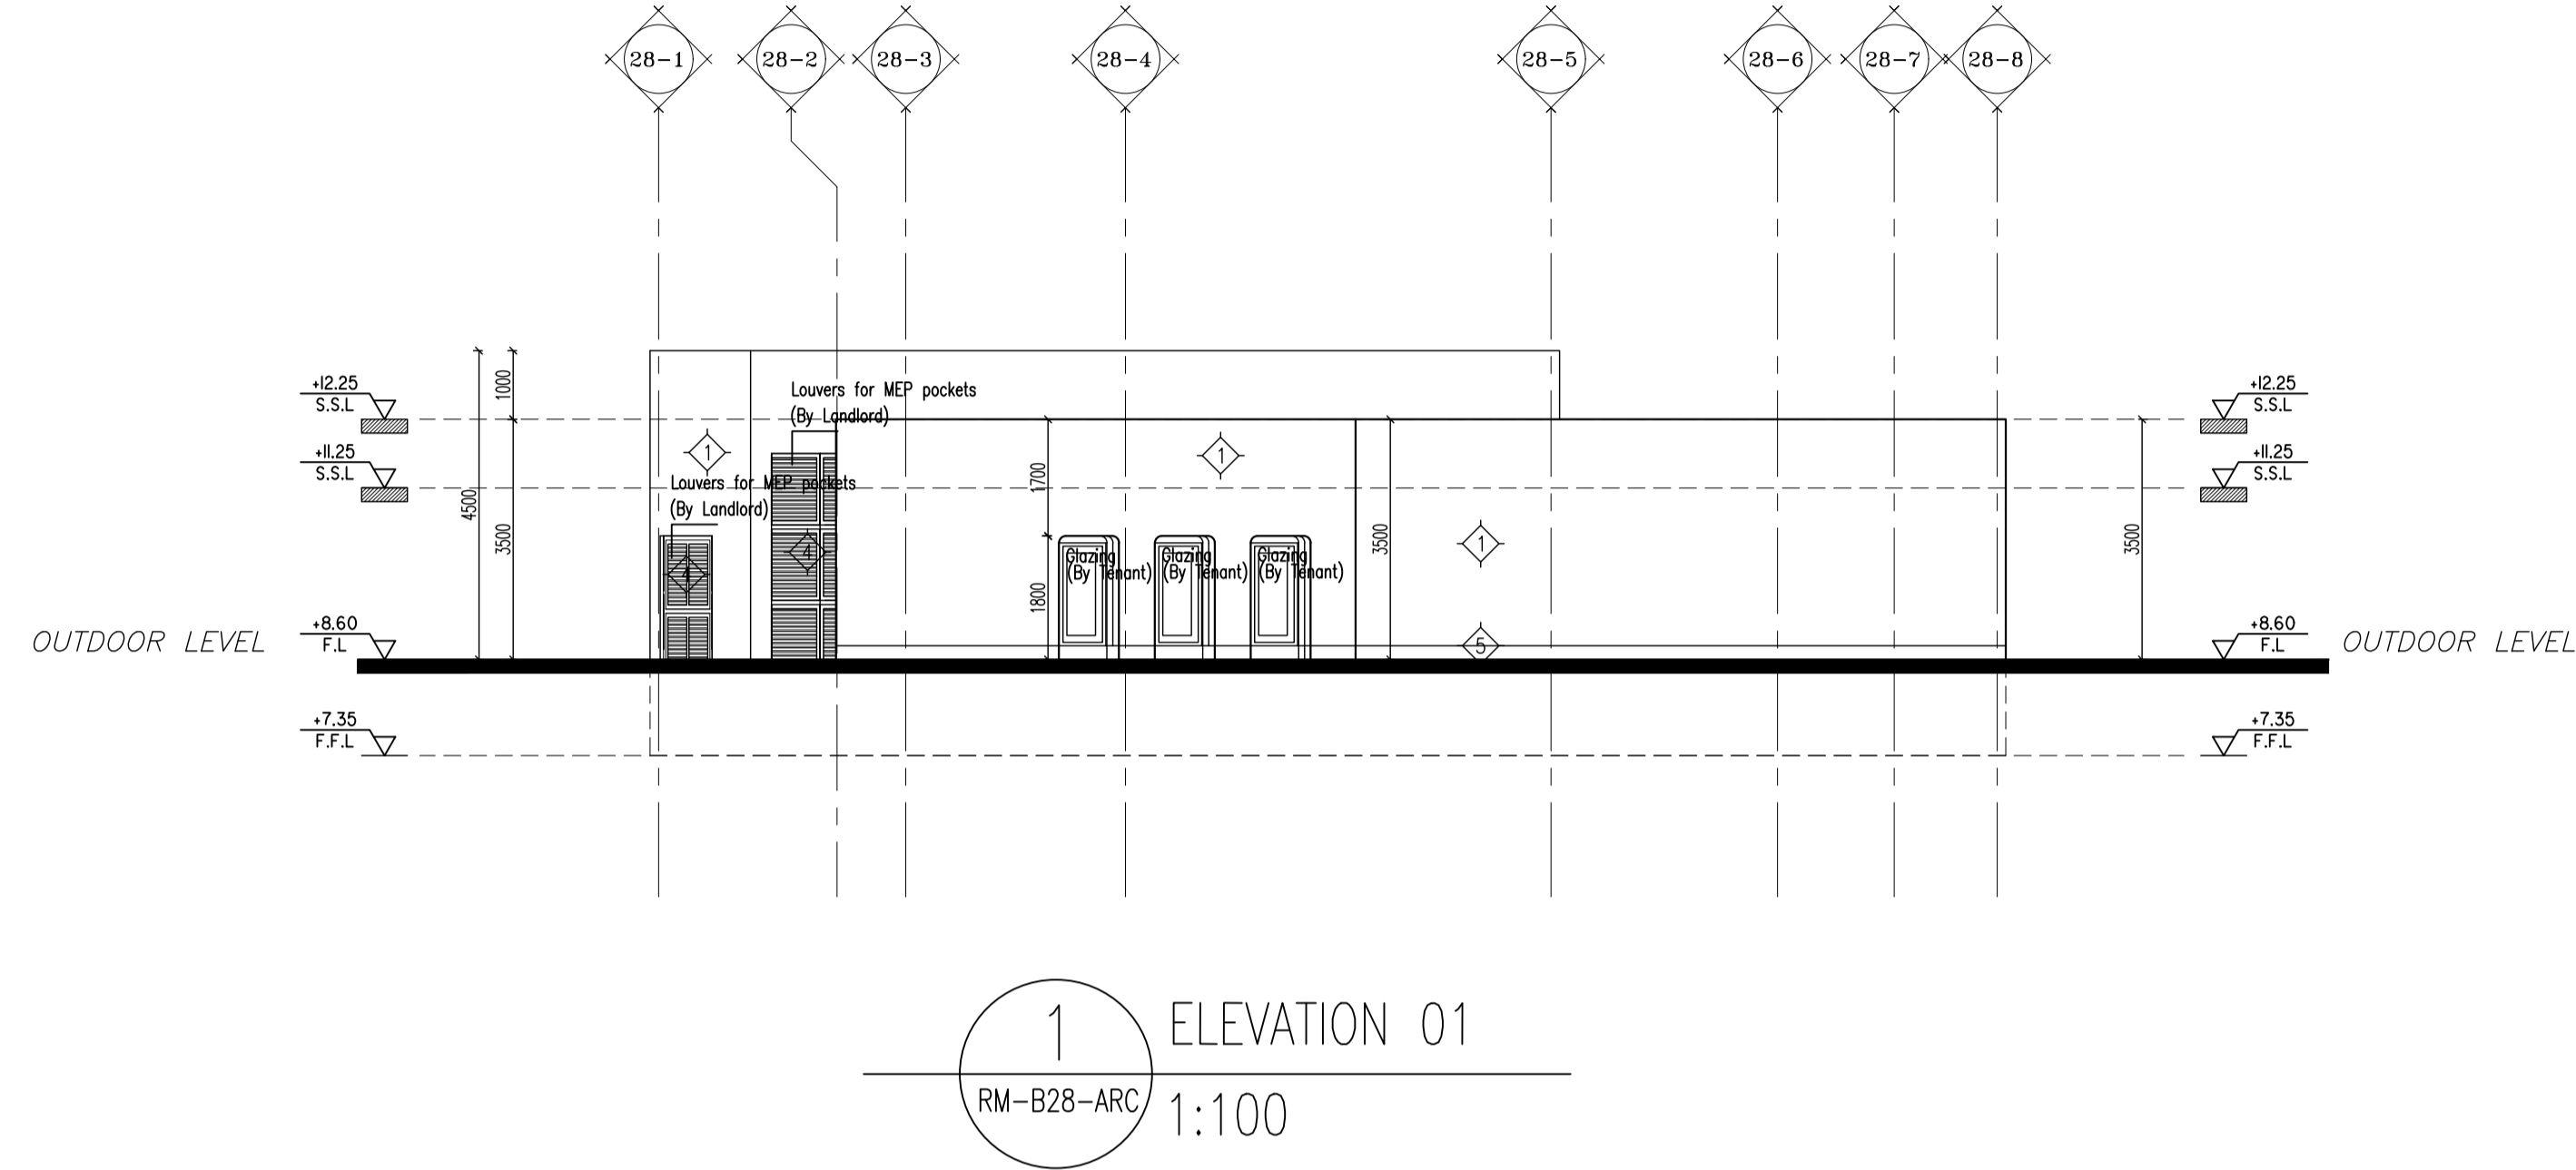 28-1 28-2 28-3 28-4 28-5 28-6 28-7 28-8
+12.25
S.S.L
+11.25
S.S.L
4500
1000
3500
Louvers for MEP pockets
(By Landlord)
1
Louvers for MEP pockets
(By Landlord)
4
4
1700
1800
1
Glazing
(By Tenant)
Glazing
(By Tenant)
Glazing
(By Tenant)
3500
1
5
3500
+12.25
S.S.L
+11.25
S.S.L
OUTDOOR LEVEL
+8.60
F.L
+8.60
F.L
OUTDOOR LEVEL
+7.35
F.F.L
+7.35
F.F.L
1
RM-B28-ARC
ELEVATION 01
1:100